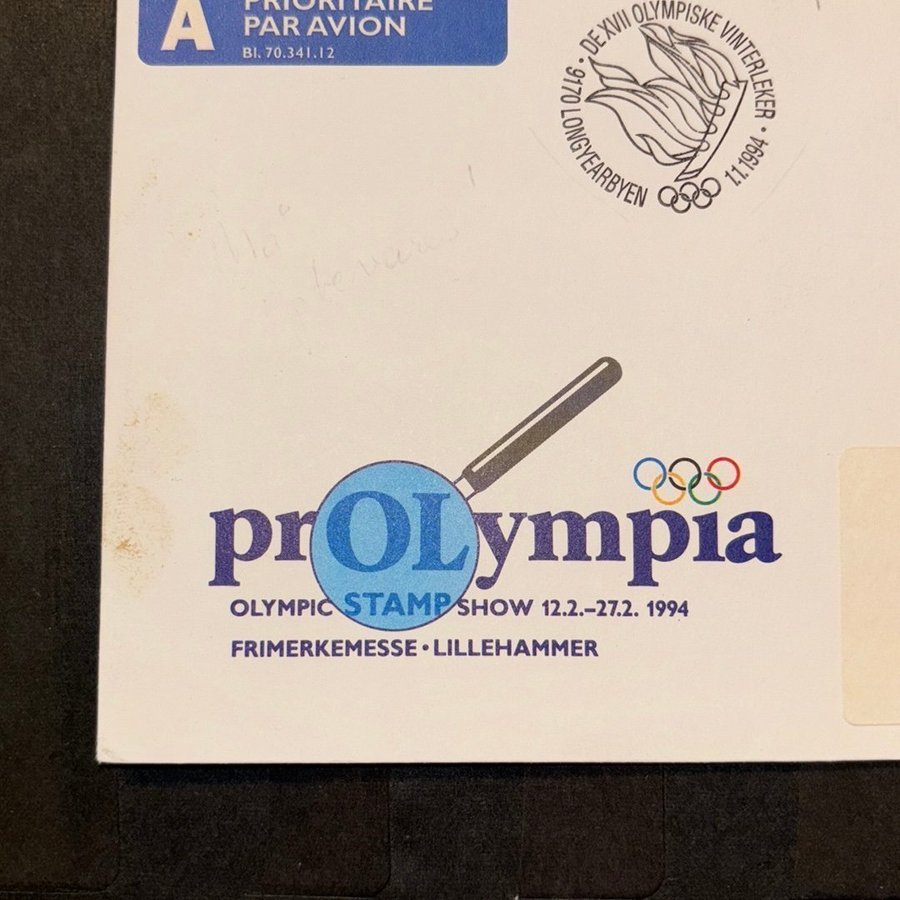 A
PRIORITAIRE
PAR AVION
Bl. 70.341.12
9170 LONGYEARBYEN • DE XVII OLYMPISKE VINTERLEKER • 1.1.1994 •
prOLympia
OLYMPIC STAMP SHOW 12.2.–27.2. 1994
FRIMERKEMESSE • LILLEHAMMER